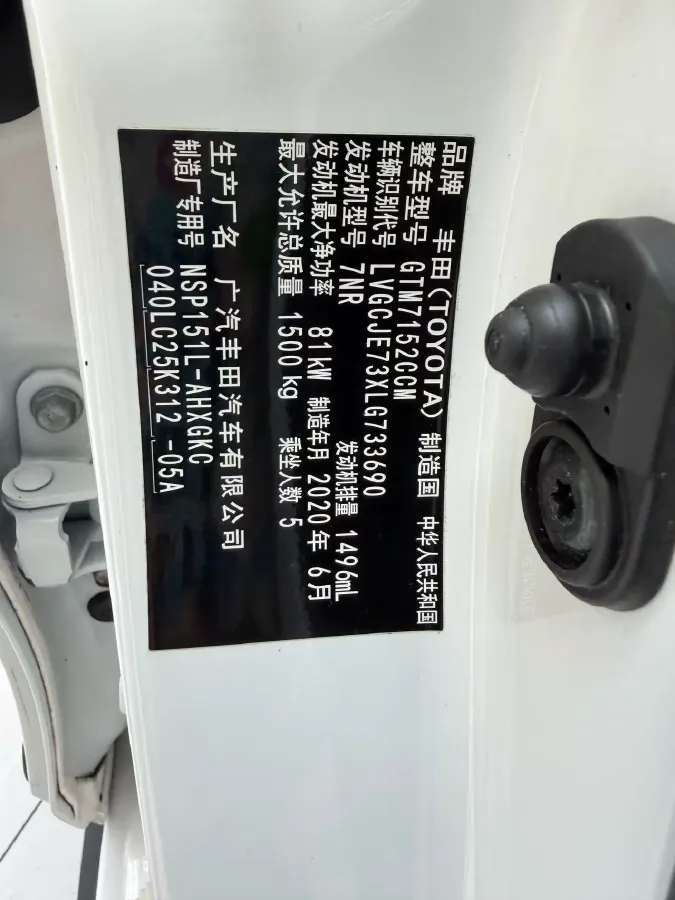 品牌 丰田(TOYOTA) 制造国 中华人民共和国
整车型号 GTM7152CCM
车辆识别代号 LVGCJE73XLG733690
发动机型号 7NR 发动机排量 1496mL
发动机最大净功率 81kW 制造年月 2020年 6月
最大允许总质量 1500kg 乘坐人数 5
生产厂名 广汽丰田汽车有限公司
制造厂专用号 NSP151L-AHXGKC
040LC25K312 -05A